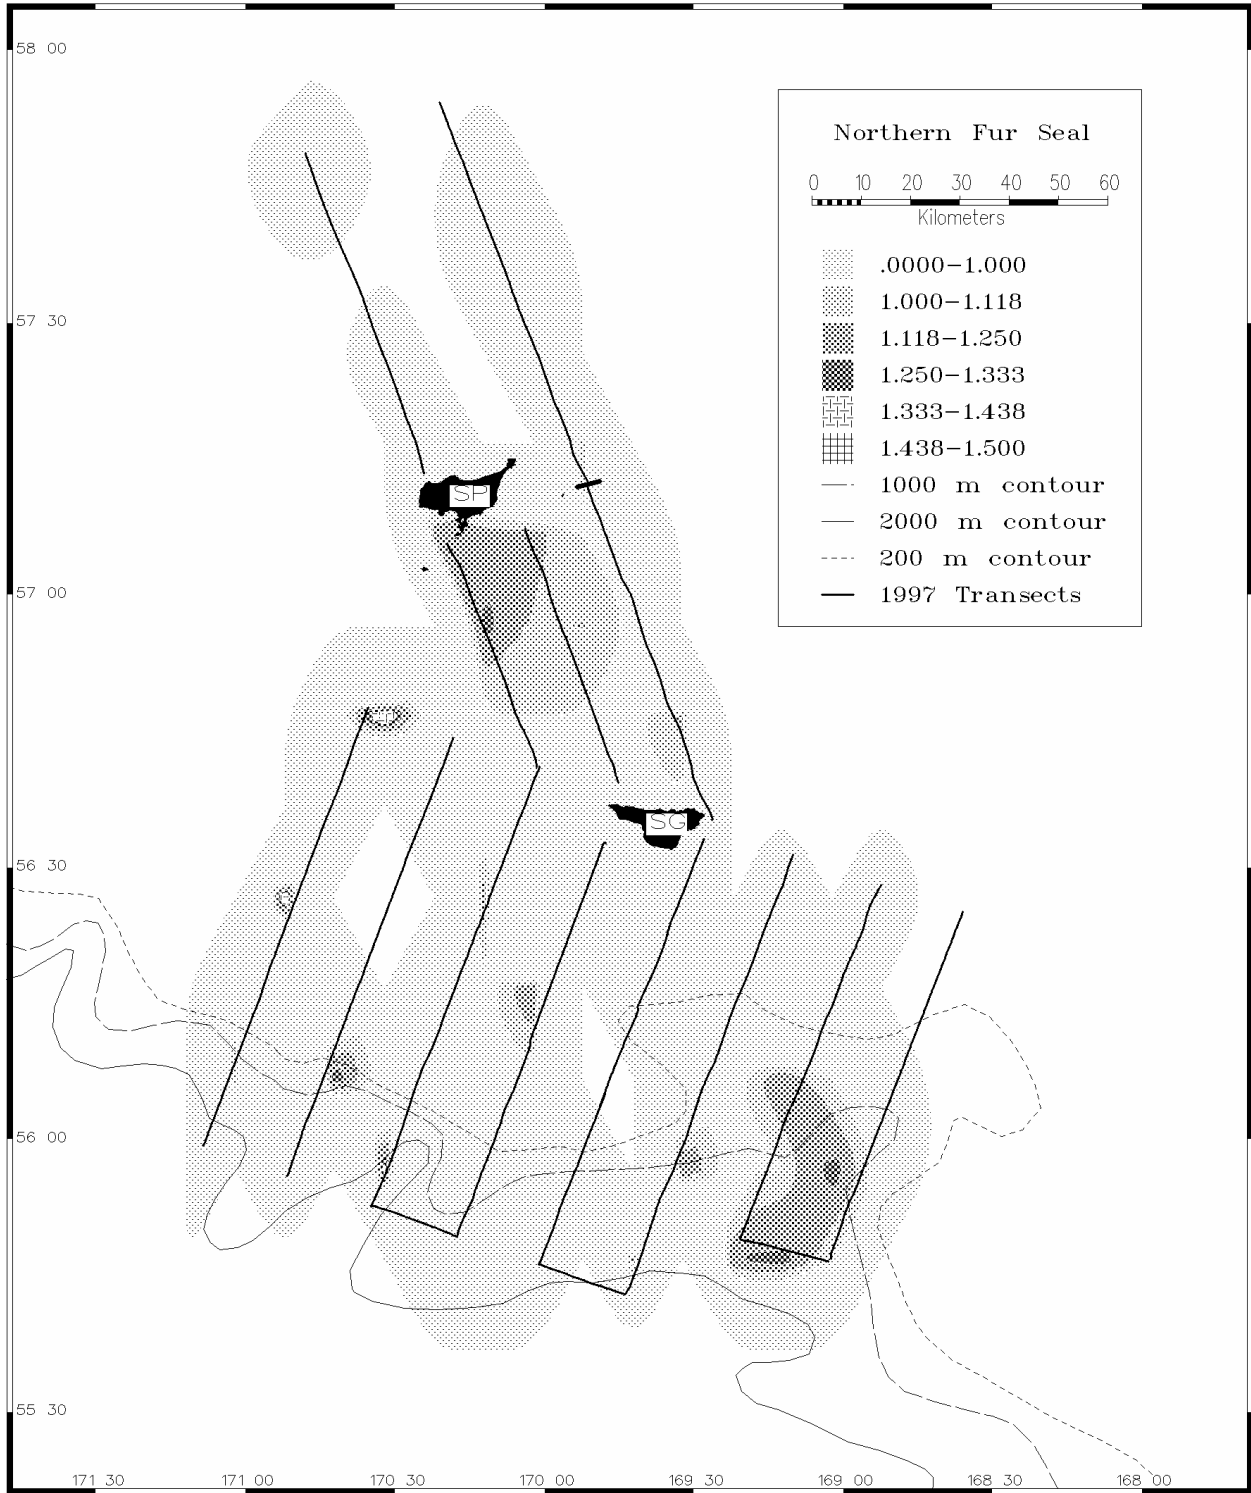 58 00
Northern Fur Seal
0 10 20 30 40 50 60
Kilometers
.0000-1.000
1.000-1.118
57 30
1.118-1.250
1.250-1.333
1.333-1.438
1.438-1.500
1000 m contour
SP
2000 m contour
200 m contour
57 00
1997 Transects
SG
56 30
56 00
55 30
171 30 171 00 170 30 170 00 169 30 169 00 168 30 168 00